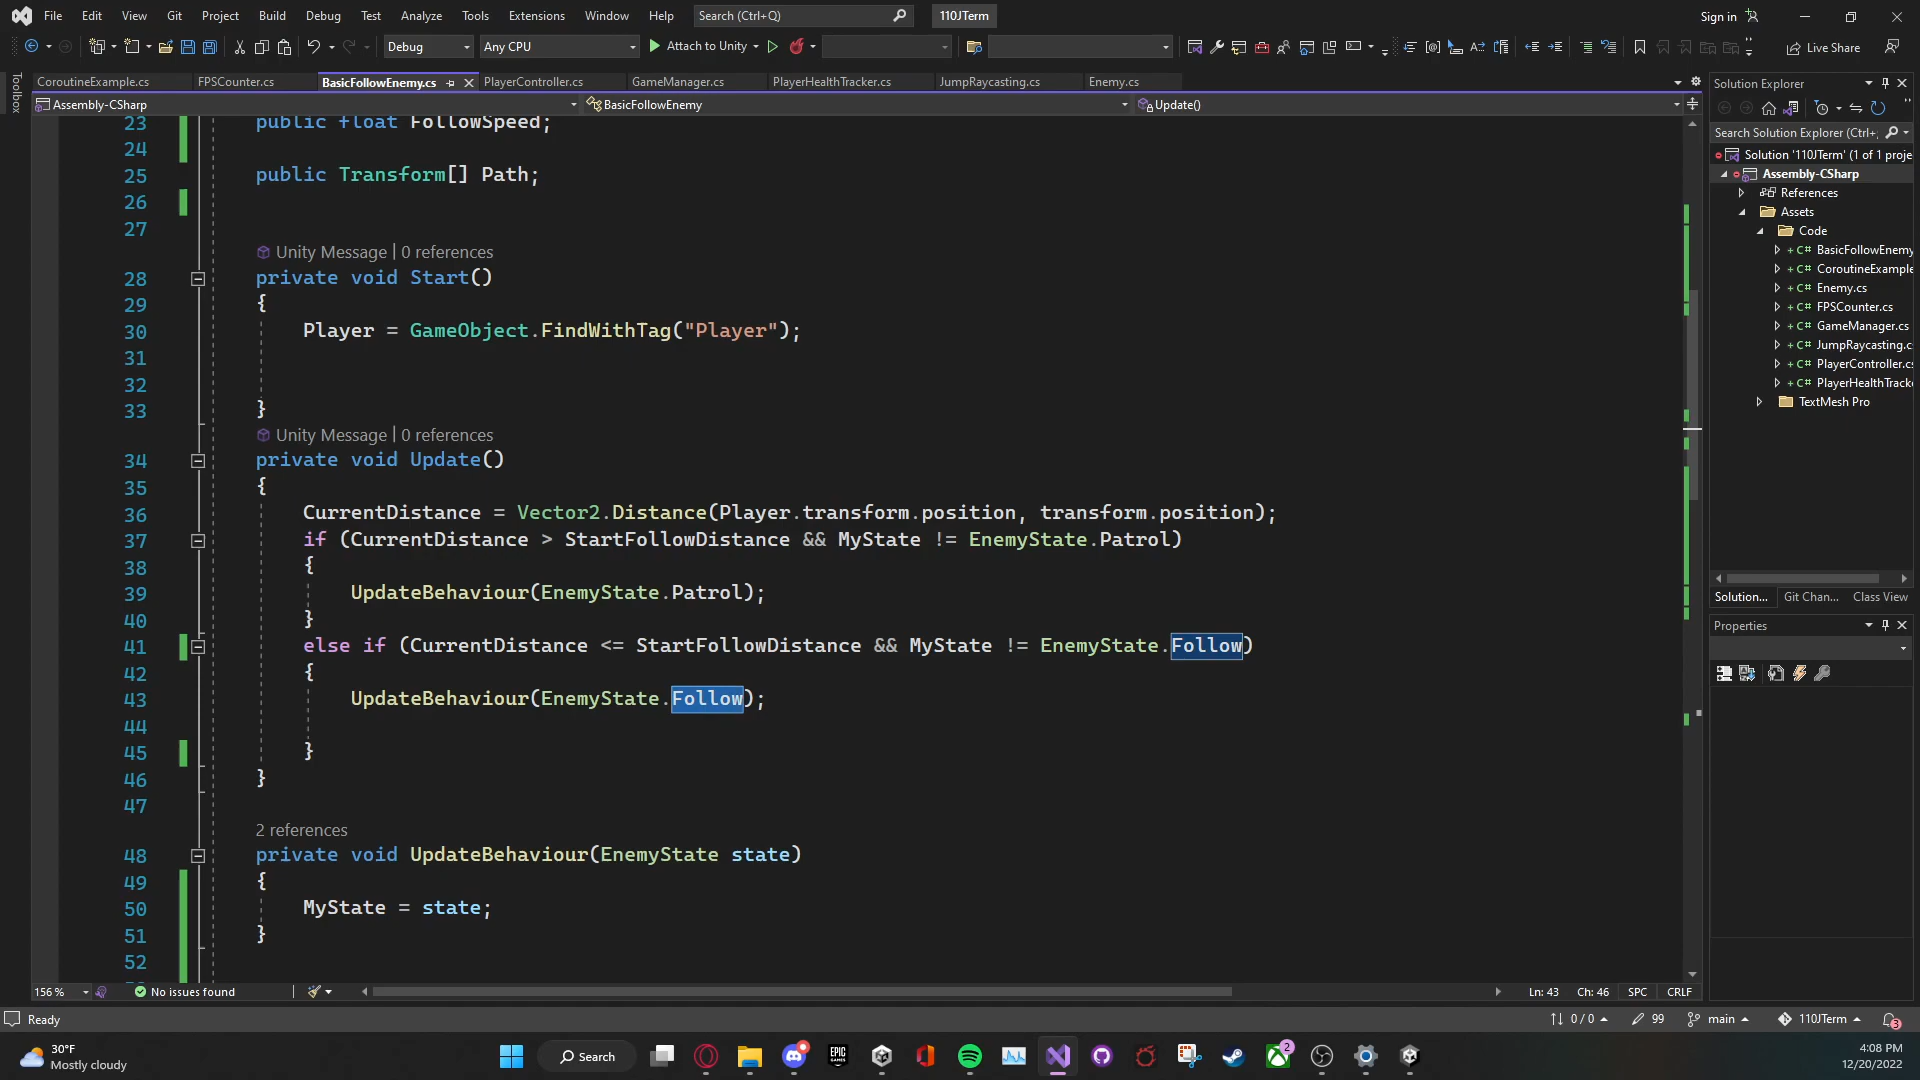 File Edit View Git Project Build Debug Test Analyze Tools Extensions Window Help Search (Ctrl+Q) 110JTerm Sign in
Debug Any CPU Attach to Unity Live Share
Toolbox
CoroutineExample.cs FPSCounter.cs BasicFollowEnemy.cs PlayerController.cs GameManager.cs PlayerHealthTracker.cs JumpRaycasting.cs Enemy.cs
Assembly-CSharp BasicFollowEnemy Update()
23 public float FollowSpeed;
24
25 public Transform[] Path;
26
27
Unity Message | 0 references
28 private void Start()
29 {
30 Player = GameObject.FindWithTag("Player");
31
32
33 }
Unity Message | 0 references
34 private void Update()
35 {
36 CurrentDistance = Vector2.Distance(Player.transform.position, transform.position);
37 if (CurrentDistance > StartFollowDistance && MyState != EnemyState.Patrol)
38 {
39 UpdateBehaviour(EnemyState.Patrol);
40 }
41 else if (CurrentDistance <= StartFollowDistance && MyState != EnemyState.Follow)
42 {
43 UpdateBehaviour(EnemyState.Follow);
44
45 }
46 }
47
2 references
48 private void UpdateBehaviour(EnemyState state)
49 {
50 MyState = state;
51 }
52
156 % No issues found Ln: 43 Ch: 46 SPC CRLF
Solution Explorer
Search Solution Explorer (Ctrl+;
Solution '110JTerm' (1 of 1 proje
Assembly-CSharp
References
Assets
Code
C# BasicFollowEnemy
C# CoroutineExample
C# Enemy.cs
C# FPSCounter.cs
C# GameManager.cs
C# JumpRaycasting.c
C# PlayerController.cs
C# PlayerHealthTrack
TextMesh Pro
Solution... Git Chan... Class View
Properties
Ready 0 / 0 99 main 110JTerm 3
30°F
Mostly cloudy
Search
EPIC GAMES
2
4:08 PM
12/20/2022